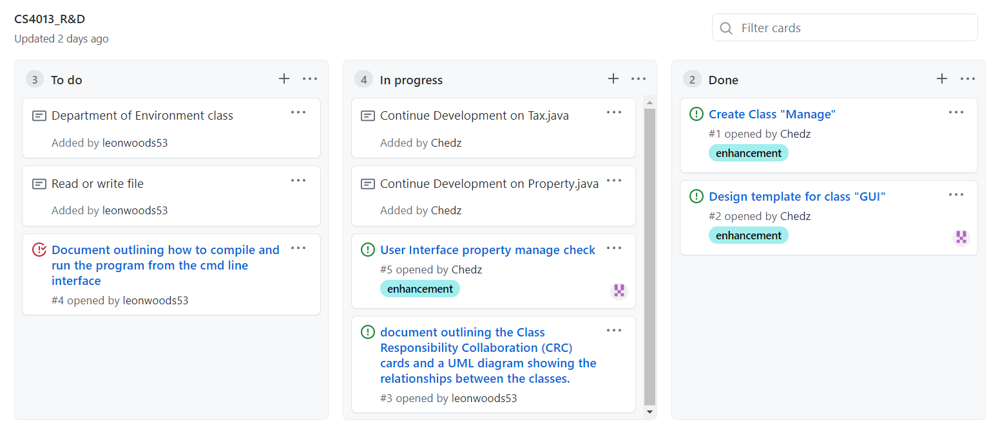 CS4013_R&D
Updated 2 days ago
Filter cards
3 To do
Department of Environment class
Added by leonwoods53
Read or write file
Added by leonwoods53
Document outlining how to compile and
run the program from the cmd line
interface
#4 opened by leonwoods53
4 In progress
Continue Development on Tax.java
Added by Chedz
Continue Development on Property.java
Added by Chedz
User Interface property manage check
#5 opened by Chedz
enhancement
document outlining the Class
Responsibility Collaboration (CRC)
cards and a UML diagram showing the
relationships between the classes.
#3 opened by leonwoods53
2 Done
Create Class "Manage"
#1 opened by Chedz
enhancement
Design template for class "GUI"
#2 opened by Chedz
enhancement